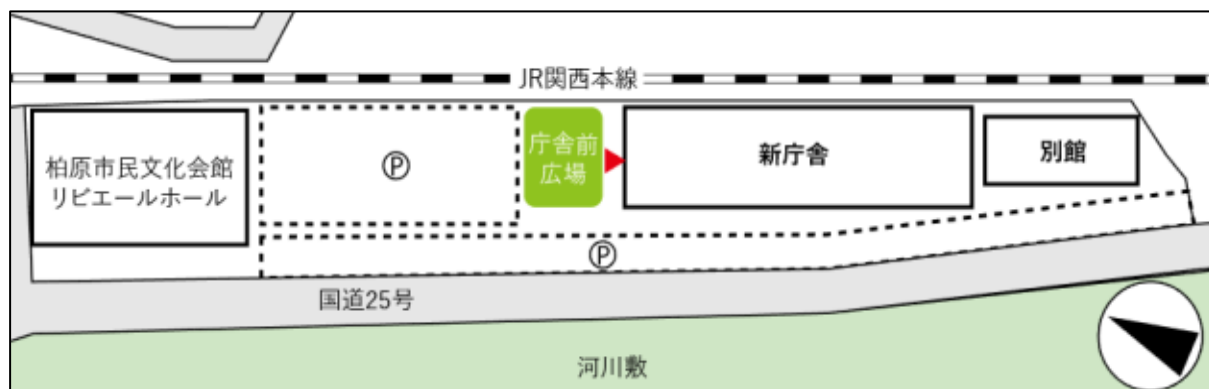 JR関西本線
柏原市民文化会館
リビエールホール
Ⓟ
庁舎前
広場
新庁舎
別館
Ⓟ
国道25号
河川敷